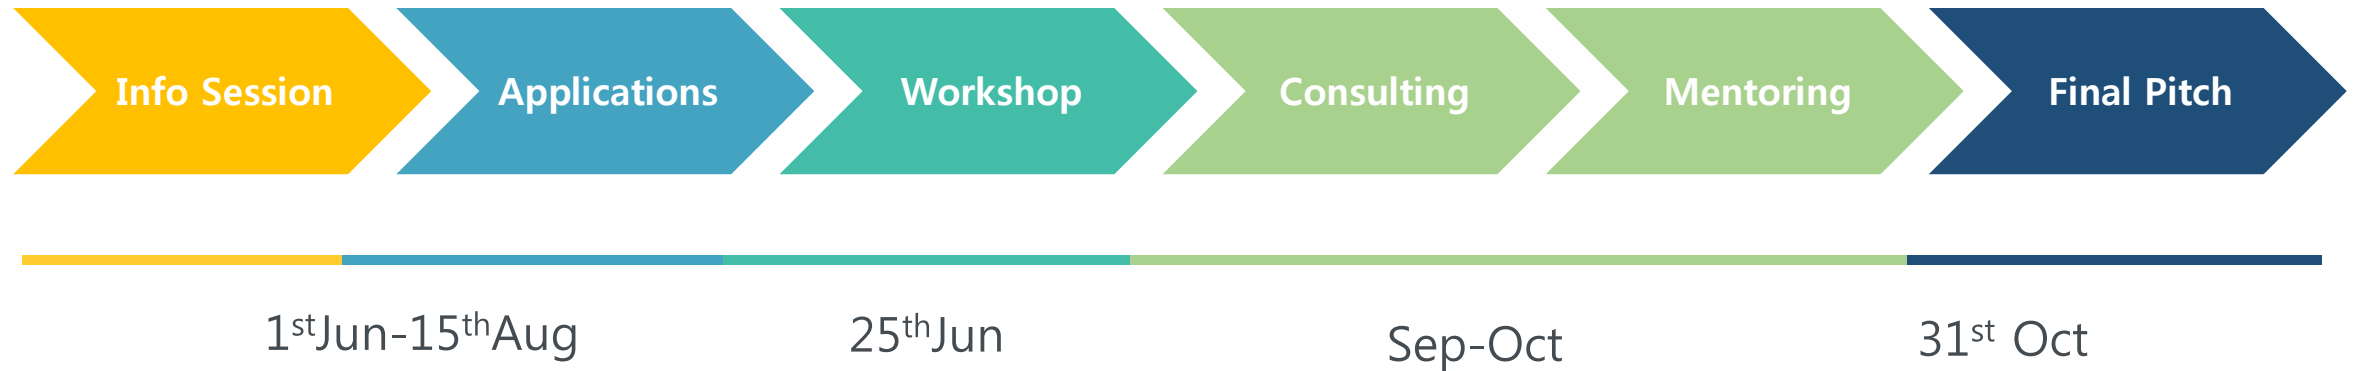 Info Session Applications Workshop Consulting Mentoring Final Pitch
1stJun-15thAug 25thJun Sep-Oct 31st Oct